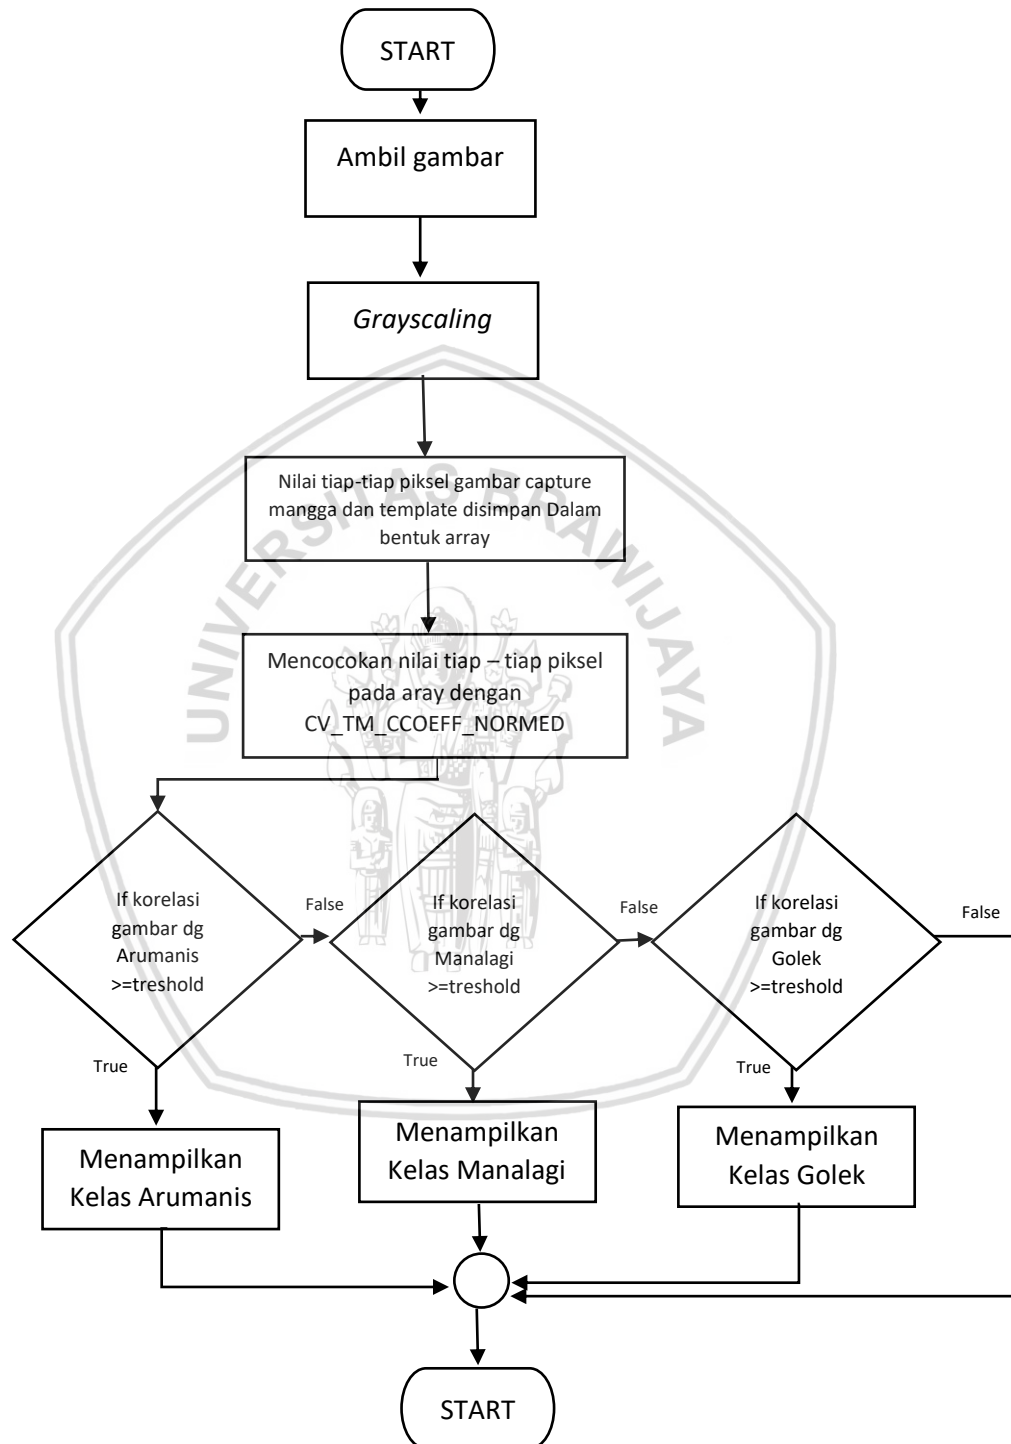 START
Ambil gambar
Grayscaling
Nilai tiap-tiap piksel gambar capture
mangga dan template disimpan Dalam
bentuk array
UNIVERSITAS BRAWIJAYA
Mencocokan nilai tiap – tiap piksel
pada aray dengan
CV_TM_CCOEFF_NORMED
If korelasi
gambar dg
Arumanis
>=treshold
False
If korelasi
gambar dg
Manalagi
>=treshold
False
If korelasi
gambar dg
Golek
>=treshold
False
True
True
True
Menampilkan
Kelas Arumanis
Menampilkan
Kelas Manalagi
Menampilkan
Kelas Golek
START